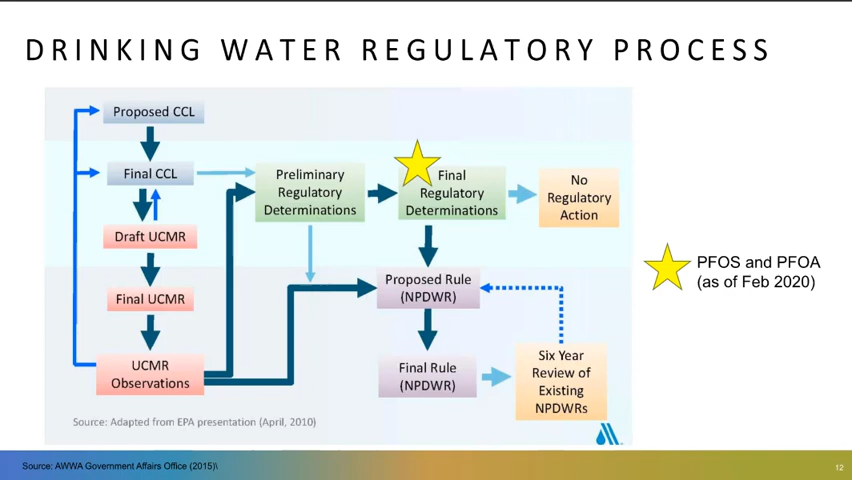 DRINKING WATER REGULATORY PROCESS
Proposed CCL
Final CCL
Draft UCMR
Final UCMR
UCMR
Observations
Preliminary
Regulatory
Determinations
Final
Regulatory
Determinations
No
Regulatory
Action
Proposed Rule
(NPDWR)
Final Rule
(NPDWR)
Six Year
Review of
Existing
NPDWRs
Source: Adapted from EPA presentation (April, 2010)
PFOS and PFOA
(as of Feb 2020)
Source: AWWA Government Affairs Office (2015)\
12